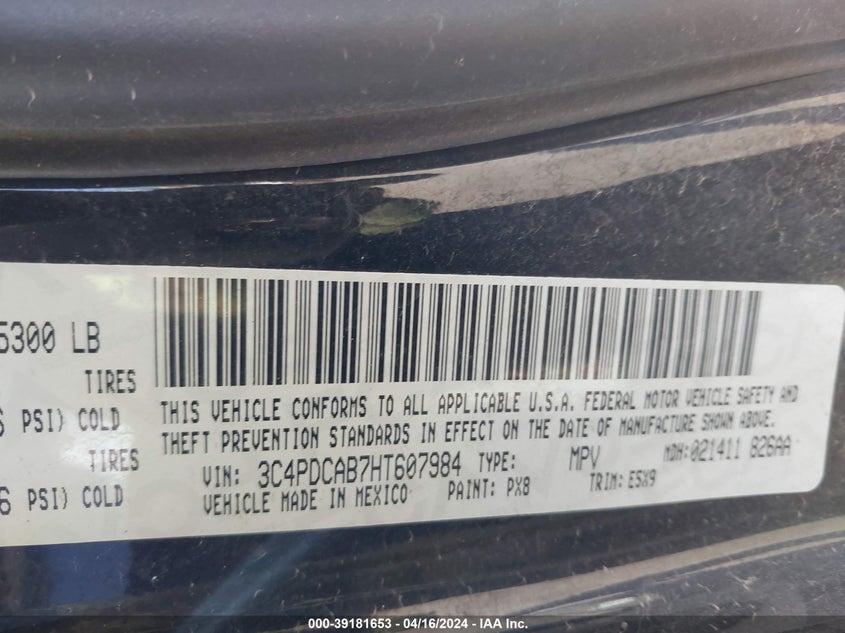 5300 LB
TIRES
PSI) COLD
TIRES
6 PSI) COLD
THIS VEHICLE CONFORMS TO ALL APPLICABLE U.S.A. FEDERAL MOTOR VEHICLE SAFETY AND
THEFT PREVENTION STANDARDS IN EFFECT ON THE DATE OF MANUFACTURE SHOWN ABOVE.
VIN: 3C4PDCAB7HT607984 TYPE: MPV MDH:021411 826AA
VEHICLE MADE IN MEXICO PAINT: PX8 TRIM: E5X9
000-39181653 - 04/16/2024 - IAA Inc.